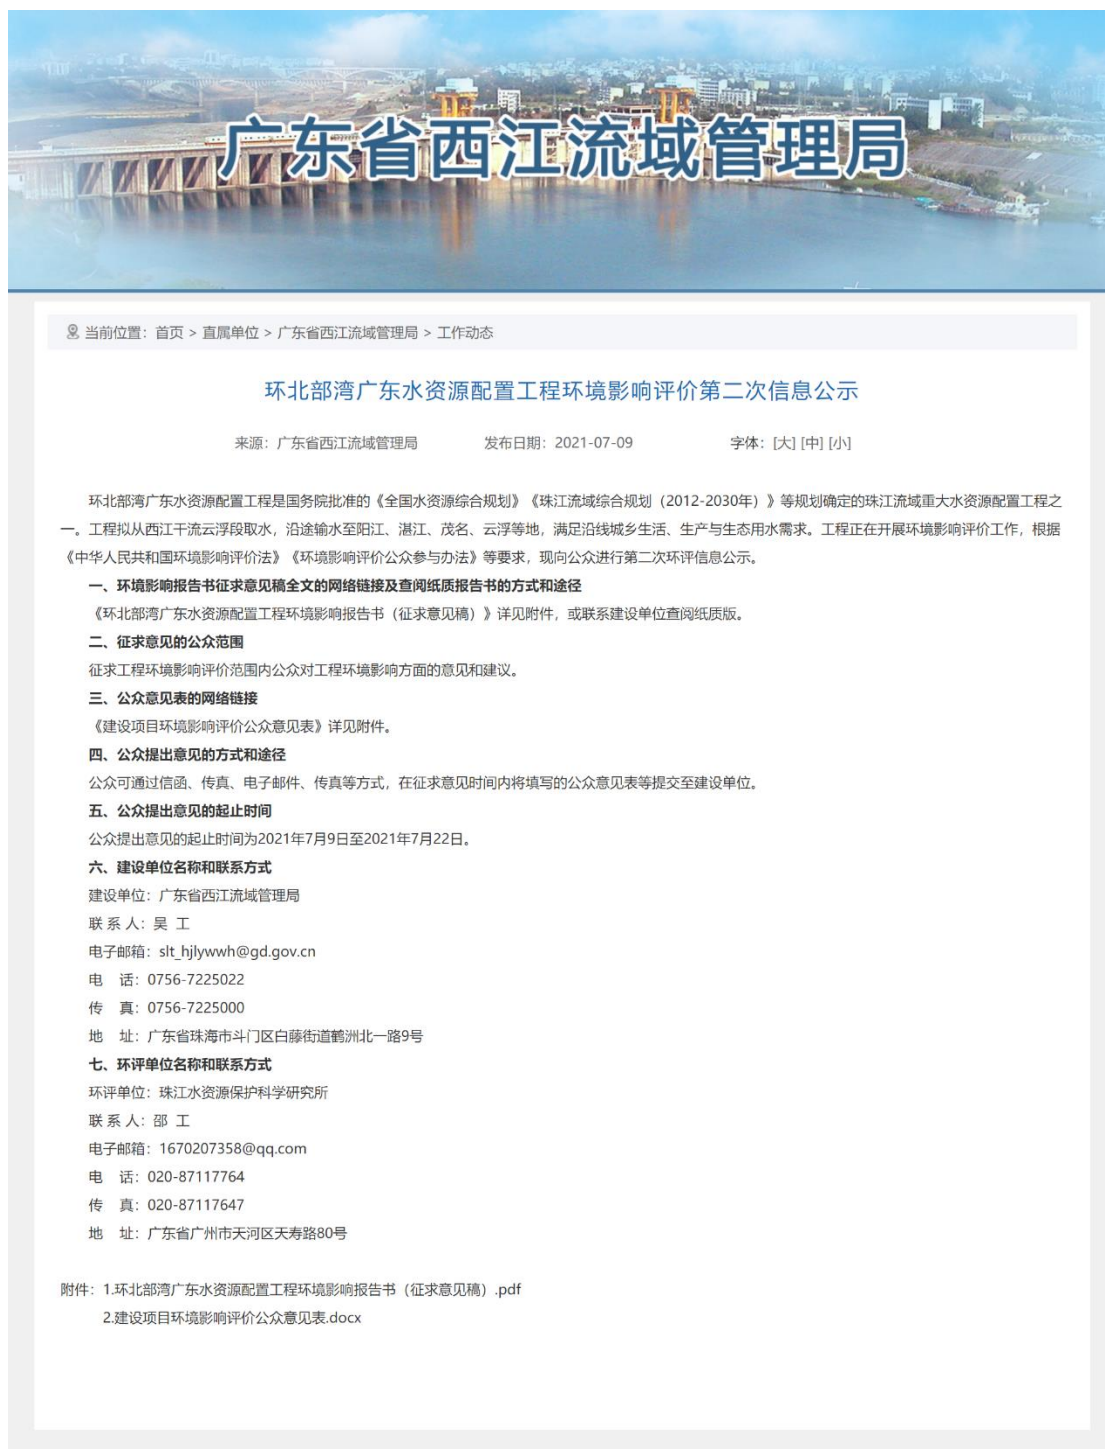 广东省西江流域管理局
当前位置：首页 > 直属单位 > 广东省西江流域管理局 > 工作动态
环北部湾广东水资源配置工程环境影响评价第二次信息公示
来源：广东省西江流域管理局 发布日期：2021-07-09 字体：[大] [中] [小]
环北部湾广东水资源配置工程是国务院批准的《全国水资源综合规划》《珠江流域综合规划（2012-2030年）》等规划确定的珠江流域重大水资源配置工程之
一。工程拟从西江干流云浮段取水，沿途输水至阳江、湛江、茂名、云浮等地，满足沿线城乡生活、生产与生态用水需求。工程正在开展环境影响评价工作，根据
《中华人民共和国环境影响评价法》《环境影响评价公众参与办法》等要求，现向公众进行第二次环评信息公示。
一、环境影响报告书征求意见稿全文的网络链接及查阅纸质报告书的方式和途径
《环北部湾广东水资源配置工程环境影响报告书（征求意见稿）》详见附件，或联系建设单位查阅纸质版。
二、征求意见的公众范围
征求工程环境影响评价范围内公众对工程环境影响方面的意见和建议。
三、公众意见表的网络链接
《建设项目环境影响评价公众意见表》详见附件。
四、公众提出意见的方式和途径
公众可通过信函、传真、电子邮件、传真等方式，在征求意见时间内将填写的公众意见表等提交至建设单位。
五、公众提出意见的起止时间
公众提出意见的起止时间为2021年7月9日至2021年7月22日。
六、建设单位名称和联系方式
建设单位：广东省西江流域管理局
联 系 人：吴 工
电子邮箱：slt_hjlywwh@gd.gov.cn
电 话：0756-7225022
传 真：0756-7225000
地 址：广东省珠海市斗门区白藤街道鹤洲北一路9号
七、环评单位名称和联系方式
环评单位：珠江水资源保护科学研究所
联 系 人：邵 工
电子邮箱：1670207358@qq.com
电 话：020-87117764
传 真：020-87117647
地 址：广东省广州市天河区天寿路80号
附件：1.环北部湾广东水资源配置工程环境影响报告书（征求意见稿）.pdf
2.建设项目环境影响评价公众意见表.docx